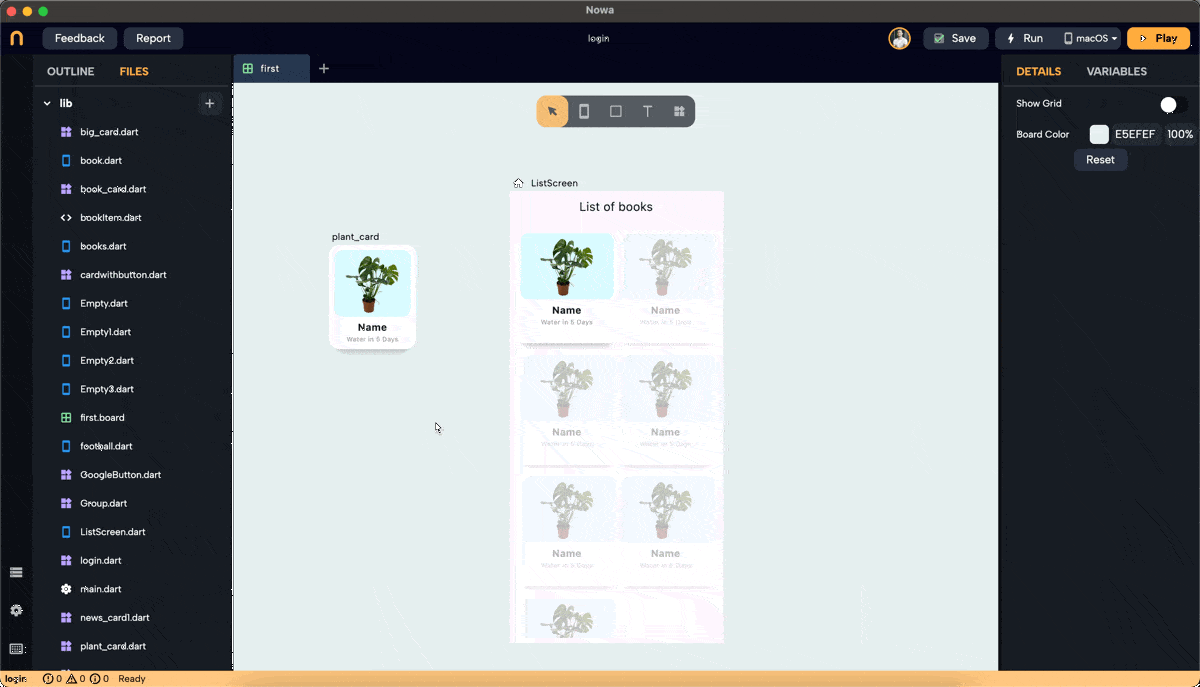 Nowa
Feedback
Report
login
Save
Run
macOS
Play
OUTLINE
FILES
first
DETAILS
VARIABLES
lib
big_card.dart
book.dart
book_card.dart
bookItem.dart
books.dart
cardwithbutton.dart
Empty.dart
Empty1.dart
Empty2.dart
Empty3.dart
first.board
football.dart
GoogleButton.dart
Group.dart
ListScreen.dart
login.dart
main.dart
news_card1.dart
plant_card.dart
T
plant_card
Name
Water in 5 Days
ListScreen
List of books
Name
Water in 5 Days
Name
Water in 5 Days
Name
Water in 5 Days
Name
Water in 5 Days
Name
Water in 5 Days
Name
Water in 5 Days
Show Grid
Board Color
E5EFEF
100%
Reset
login
0
0
0
Ready